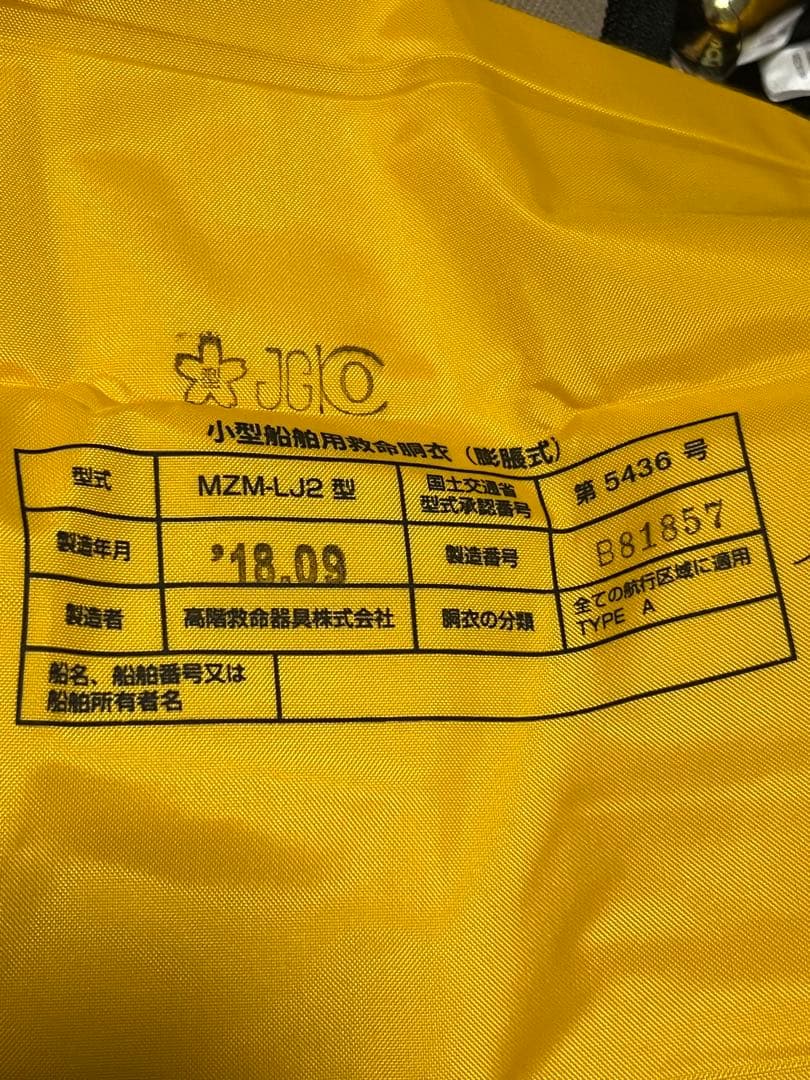 型 JG
小型船舶用救命胴衣（膨脹式）
型式 MZM-LJ2 型 国土交通省 型式承認番号 第 5436 号
製造年月 '18.09 製造番号 B81857
製造者 高階救命器具株式会社 胴衣の分類 全ての航行区域に適用 TYPE A
船名、船舶番号又は
船舶所有者名